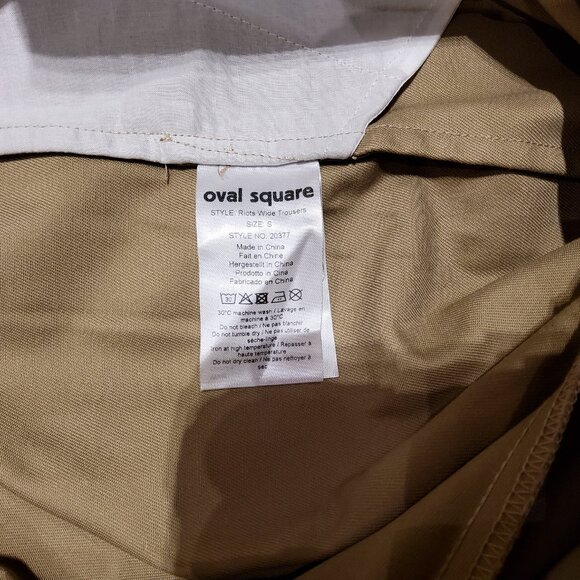 oval square
STYLE: Riots Wide Trousers
SIZE: S
STYLE NO: 20377
Made in China
Fait en China
Hergestellt in China
Prodotto in China
Fabricado en China
30°C machine wash / Lavage en
machine à 30°C
Do not bleach / Ne pas blanchir
Do not tumble dry / Ne pas utiliser de
sèche-linge
Iron at high temperature / Repasser à
haute température
Do not dry clean / Ne pas nettoyer à
sec